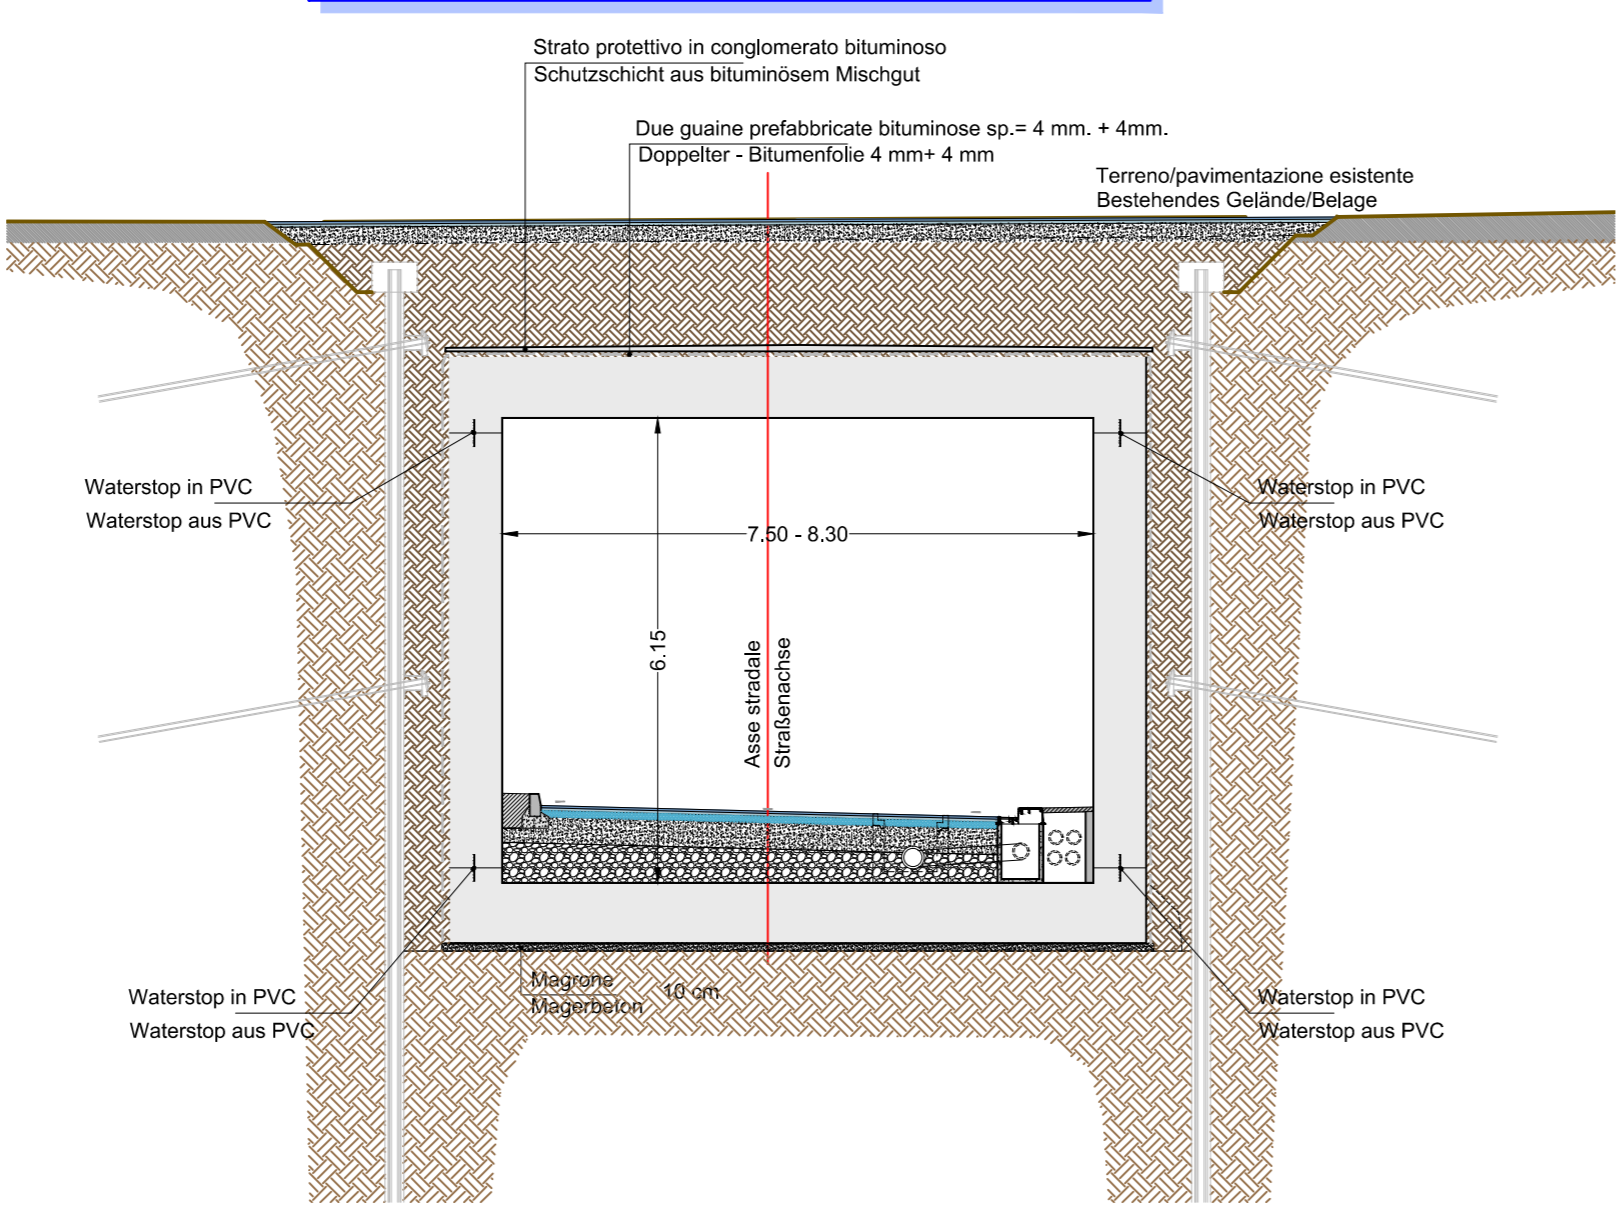 Strato protettivo in conglomerato bituminoso
Schutzschicht aus bituminösem Mischgut
Due guaine prefabbricate bituminose sp.= 4 mm. + 4mm.
Doppelter - Bitumenfolie 4 mm+ 4 mm
Terreno/pavimentazione esistente
Bestehendes Gelände/Belage
Waterstop in PVC
Waterstop aus PVC
Waterstop in PVC
Waterstop aus PVC
7.50 - 8.30
6.15
Asse stradale
Straßenachse
Magrone
Magerbeton
10 cm
Waterstop in PVC
Waterstop aus PVC
Waterstop in PVC
Waterstop aus PVC